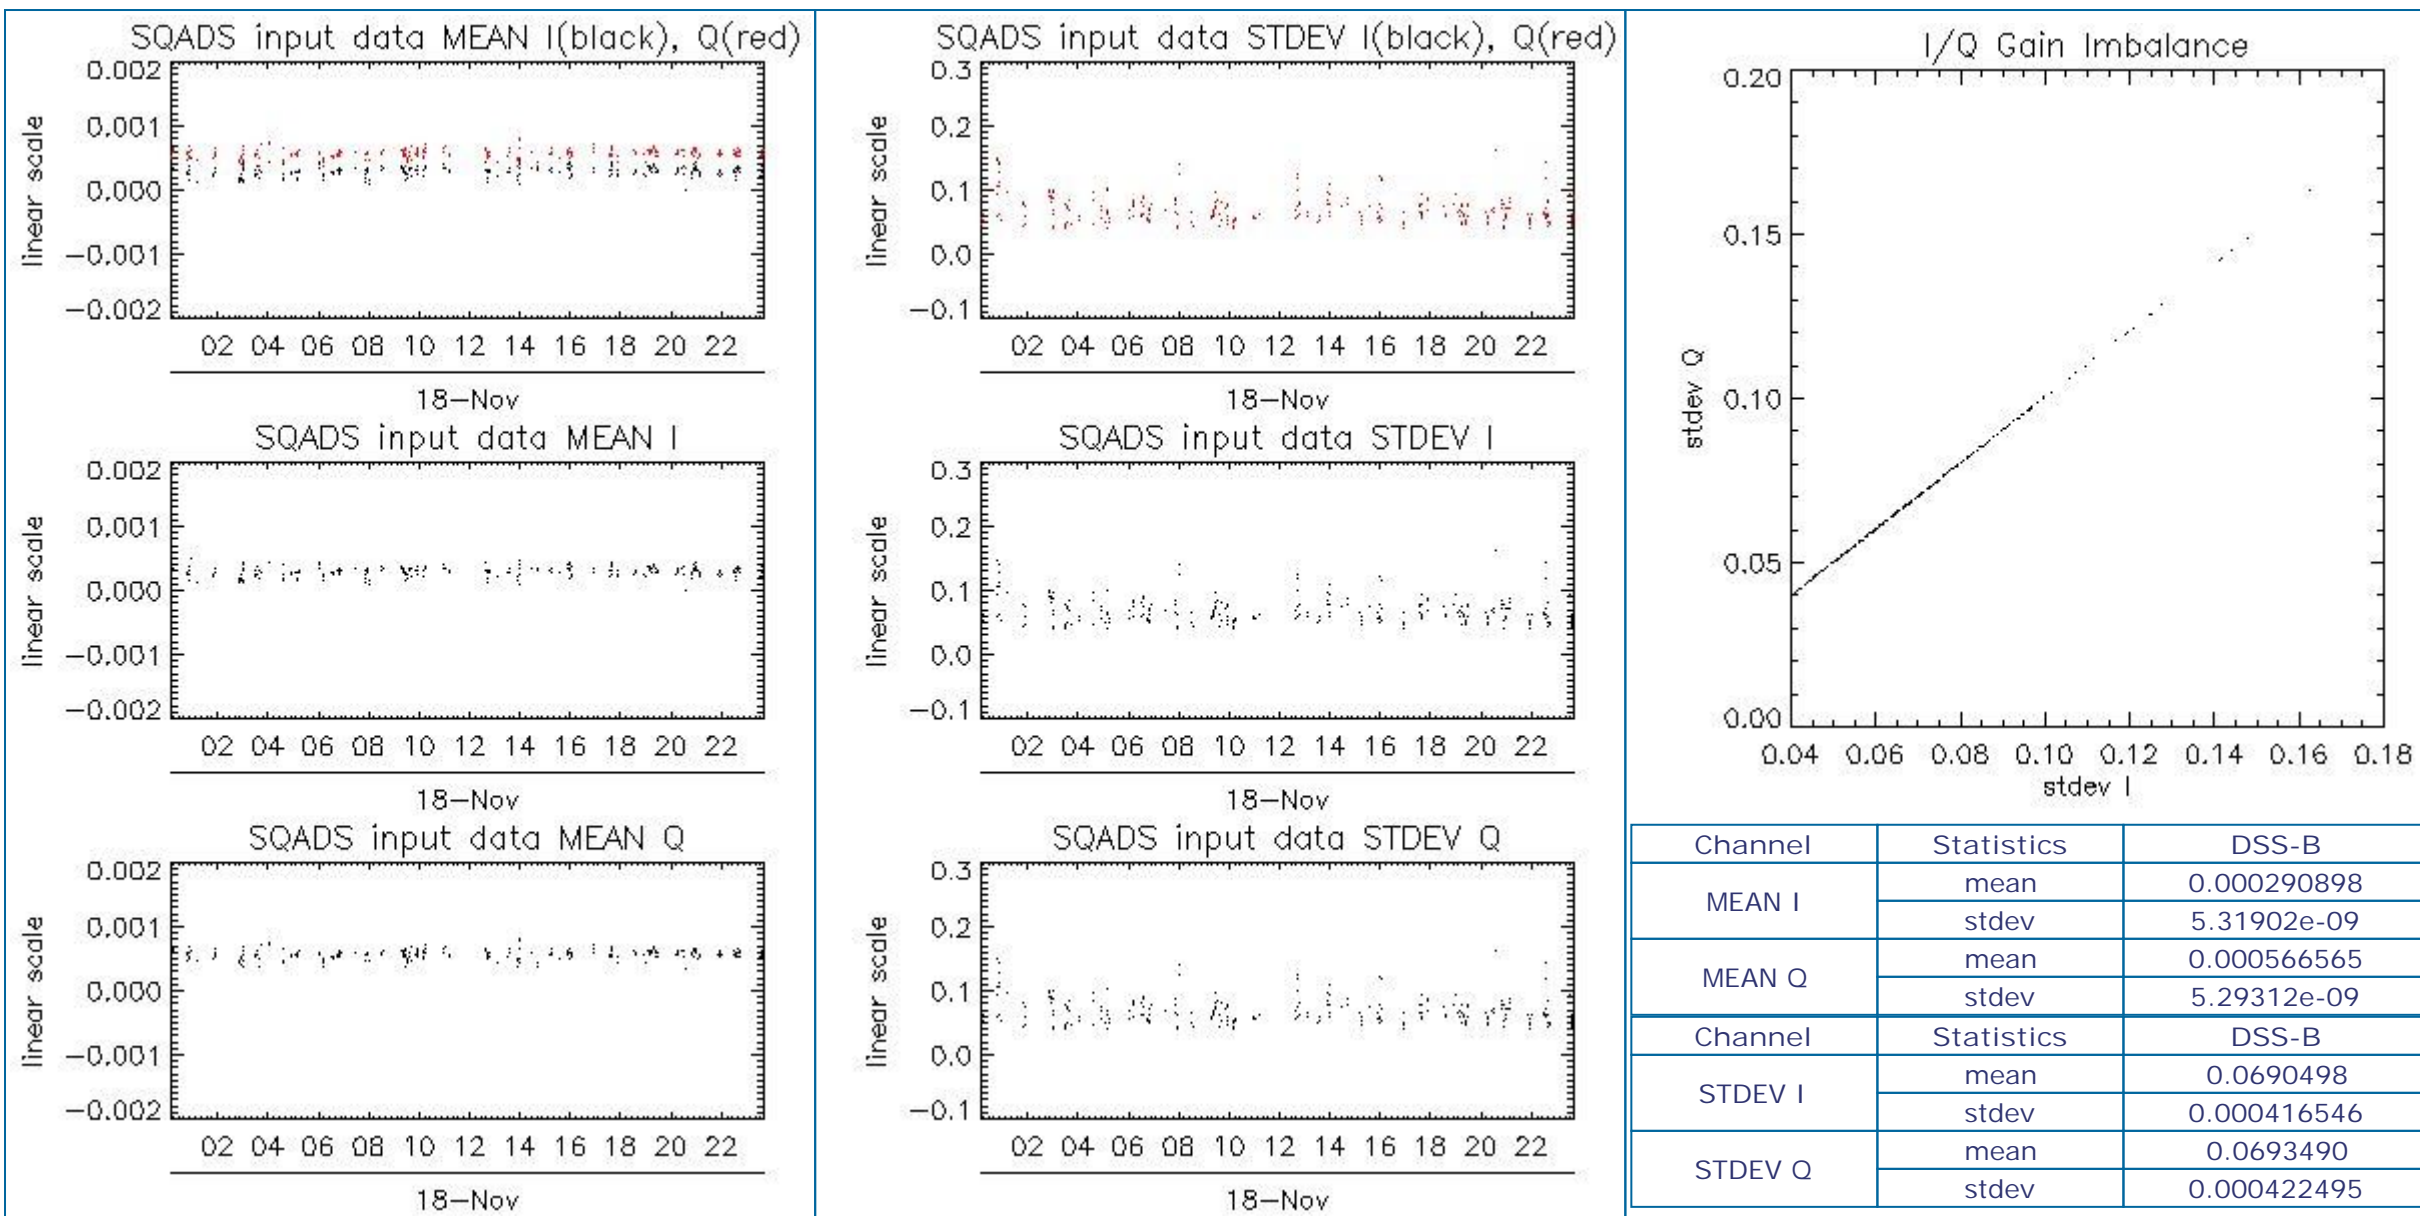 SQADS input data MEAN I(black), Q(red)
linear scale
0.002
0.001
0.000
−0.001
−0.002
02 04 06 08 10 12 14 16 18 20 22
18−Nov
SQADS input data MEAN I
linear scale
0.002
0.001
0.000
−0.001
−0.002
02 04 06 08 10 12 14 16 18 20 22
18−Nov
SQADS input data MEAN Q
linear scale
0.002
0.001
0.000
−0.001
−0.002
02 04 06 08 10 12 14 16 18 20 22
18−Nov
SQADS input data STDEV I(black), Q(red)
linear scale
0.3
0.2
0.1
0.0
−0.1
02 04 06 08 10 12 14 16 18 20 22
18−Nov
SQADS input data STDEV I
linear scale
0.3
0.2
0.1
0.0
−0.1
02 04 06 08 10 12 14 16 18 20 22
18−Nov
SQADS input data STDEV Q
linear scale
0.3
0.2
0.1
0.0
−0.1
02 04 06 08 10 12 14 16 18 20 22
18−Nov
I/Q Gain Imbalance
stdev Q
0.20
0.15
0.10
0.05
0.00
0.04 0.06 0.08 0.10 0.12 0.14 0.16 0.18
stdev I
Channel Statistics DSS-B
MEAN I mean 0.000290898
stdev 5.31902e-09
MEAN Q mean 0.000566565
stdev 5.29312e-09
Channel Statistics DSS-B
STDEV I mean 0.0690498
stdev 0.000416546
STDEV Q mean 0.0693490
stdev 0.000422495